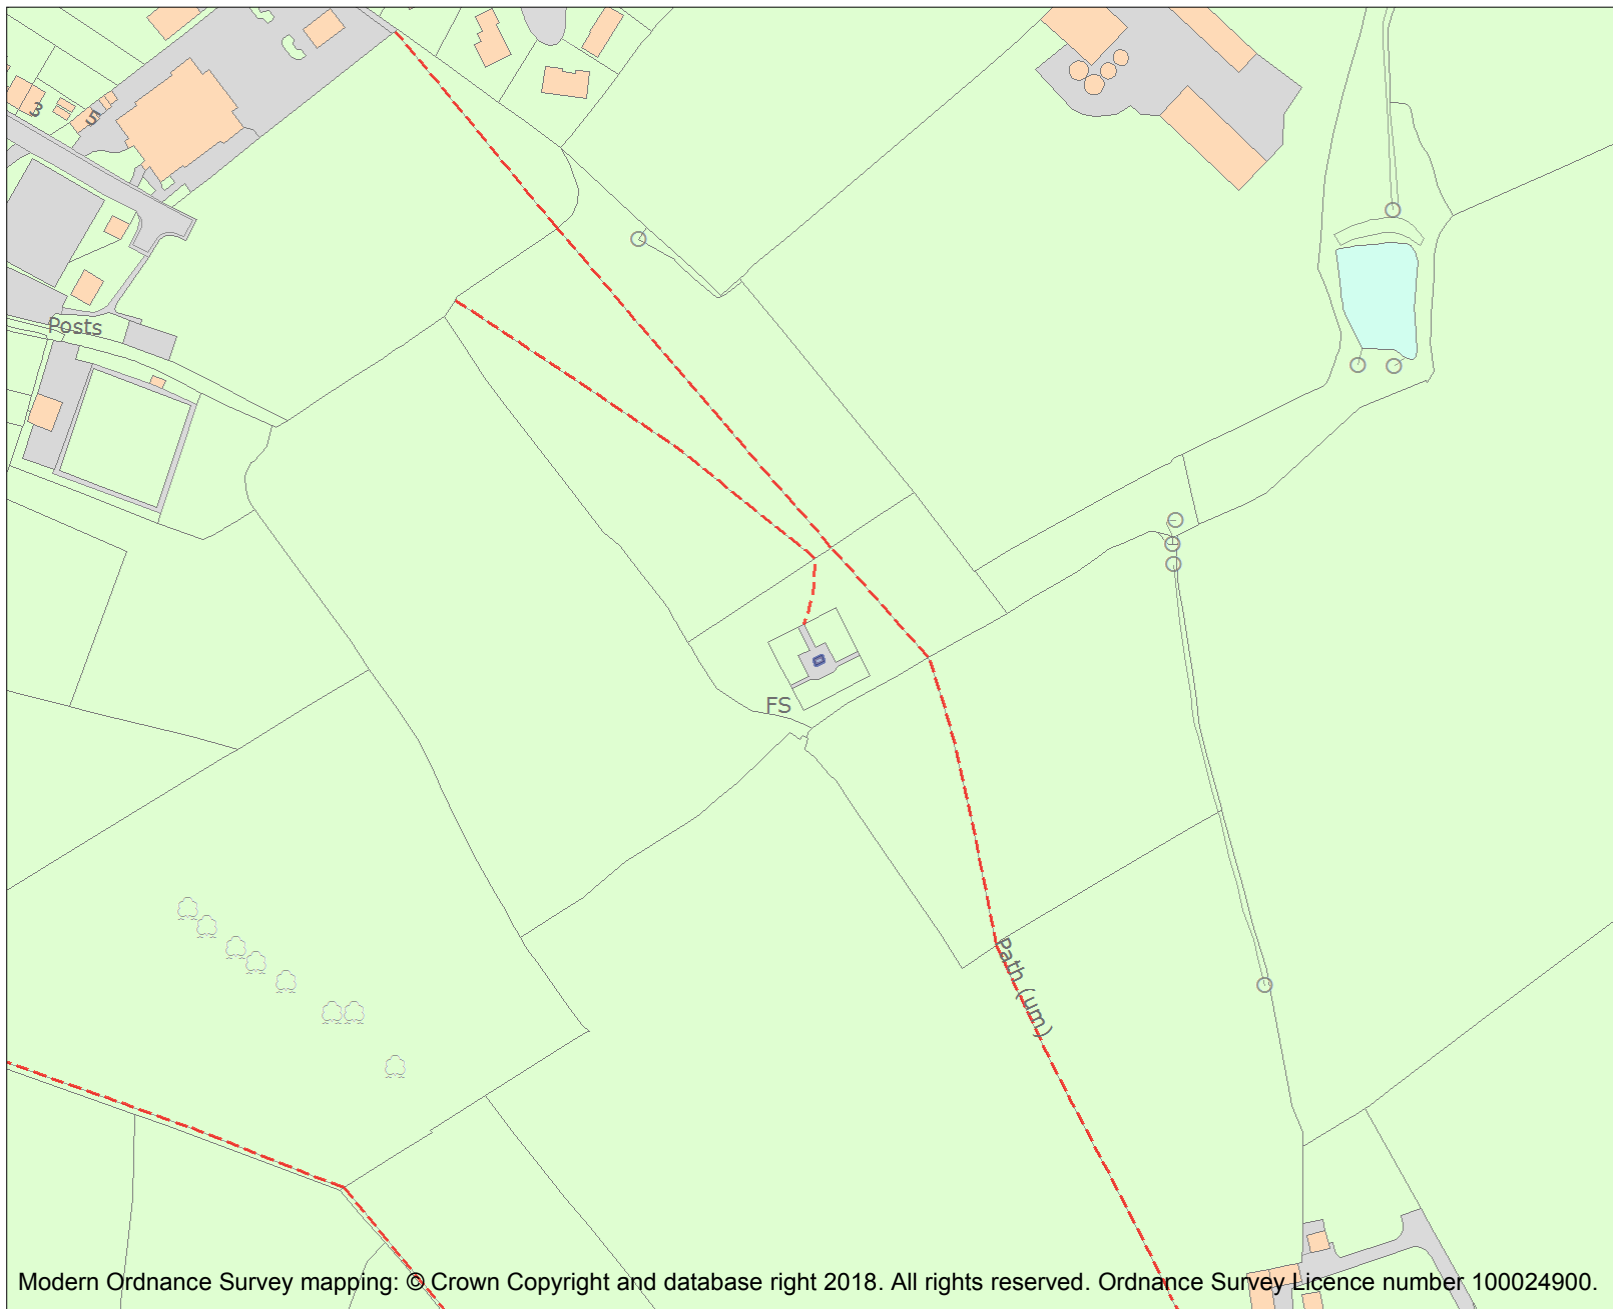 3
5
Posts
FS
Path (um)
Modern Ordnance Survey mapping: © Crown Copyright and database right 2018. All rights reserved. Ordnance Survey Licence number 100024900.